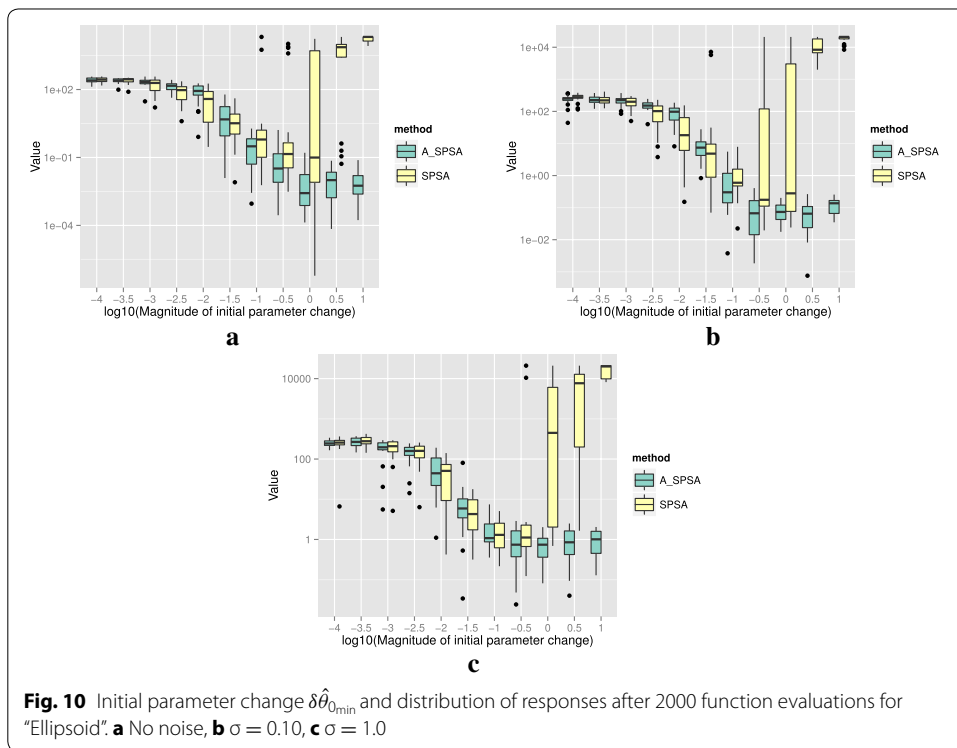 1e+02
1e−01
1e−04
Value
−4 −3.5 −3 −2.5 −2 −1.5 −1 −0.5 0 0.5 1
log10(Magnitude of initial parameter change)
method
A_SPSA
SPSA
a
1e+04
1e+02
1e+00
1e−02
Value
−4 −3.5 −3 −2.5 −2 −1.5 −1 −0.5 0 0.5 1
log10(Magnitude of initial parameter change)
method
A_SPSA
SPSA
b
10000
100
1
Value
−4 −3.5 −3 −2.5 −2 −1.5 −1 −0.5 0 0.5 1
log10(Magnitude of initial parameter change)
method
A_SPSA
SPSA
c
Fig. 10 Initial parameter change δθ̂0min and distribution of responses after 2000 function evaluations for
"Ellipsoid". a No noise, b σ = 0.10, c σ = 1.0